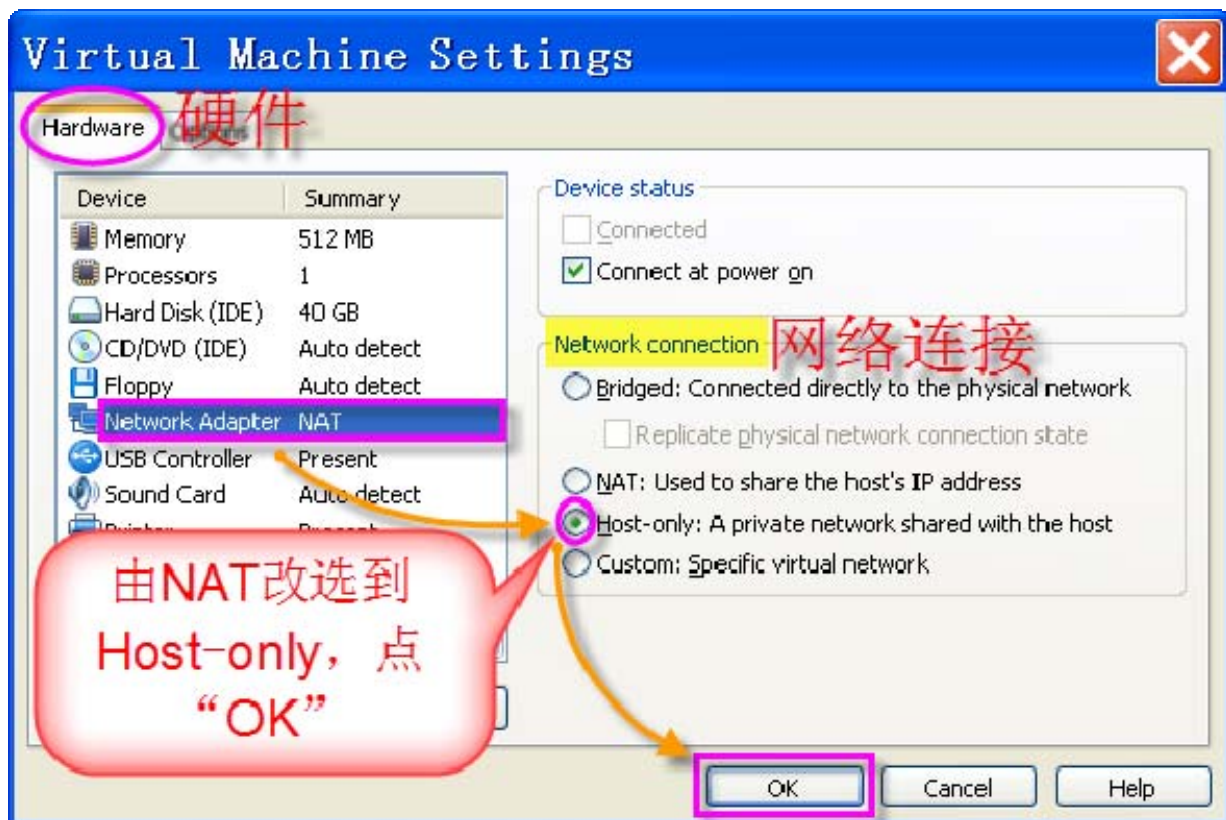 Virtual Machine Settings
Hardware
硬件
Options
Device Summary
Memory 512 MB
Processors 1
Hard Disk (IDE) 40 GB
CD/DVD (IDE) Auto detect
Floppy Auto detect
Network Adapter NAT
USB Controller Present
Sound Card Auto detect
Printer Present
由NAT改选到
Host-only，点
“OK”
Device status
Connected
Connect at power on
Network connection
网络连接
Bridged: Connected directly to the physical network
Replicate physical network connection state
NAT: Used to share the host's IP address
Host-only: A private network shared with the host
Custom: Specific virtual network
OK
Cancel
Help